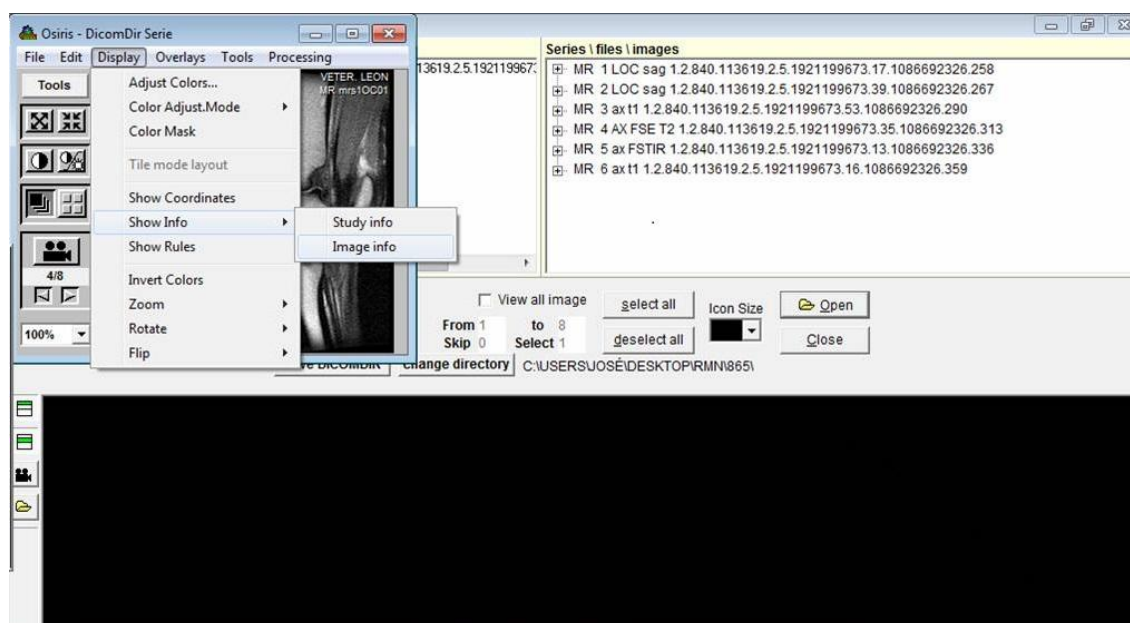 Osiris - DicomDir Serie
File Edit Display Overlays Tools Processing
Tools
4/8
100%
Adjust Colors...
Color Adjust.Mode
Color Mask
Tile mode layout
Show Coordinates
Show Info
Show Rules
Invert Colors
Zoom
Rotate
Flip
Study info
Image info
VETER. LEON
MR mrs1OC01
13619.2.5.192119967
Series \ files \ images
MR 1 LOC sag 1.2.840.113619.2.5.1921199673.17.1086692326.258
MR 2 LOC sag 1.2.840.113619.2.5.1921199673.39.1086692326.267
MR 3 ax t1 1.2.840.113619.2.5.1921199673.53.1086692326.290
MR 4 AX FSE T2 1.2.840.113619.2.5.1921199673.35.1086692326.313
MR 5 ax FSTIR 1.2.840.113619.2.5.1921199673.13.1086692326.336
MR 6 ax t1 1.2.840.113619.2.5.1921199673.16.1086692326.359
View all image
From 1 to 8
Skip 0 Select 1
select all
deselect all
Icon Size
Open
Close
DICOMDIR
change directory
C:\USERS\JOSÉ\DESKTOP\RMN\865\